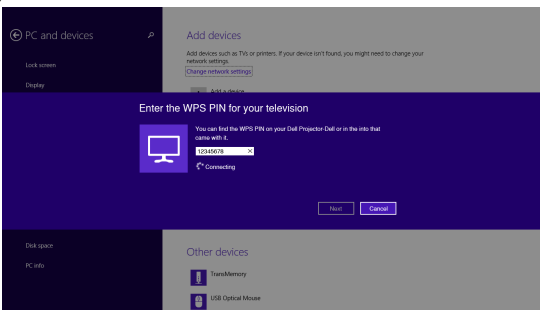 PC and devices
Lock screen
Display
Add devices
Add devices such as TVs or printers. If your device isn't found, you might need to change your
network settings.
Change network settings
Add a device
Enter the WPS PIN for your television
You can find the WPS PIN on your Dell Projector-Dell or in the into that
came with it.
12345678
Connecting
Next
Cancel
Disk space
PC info
Other devices
TransMemory
USB Optical Mouse